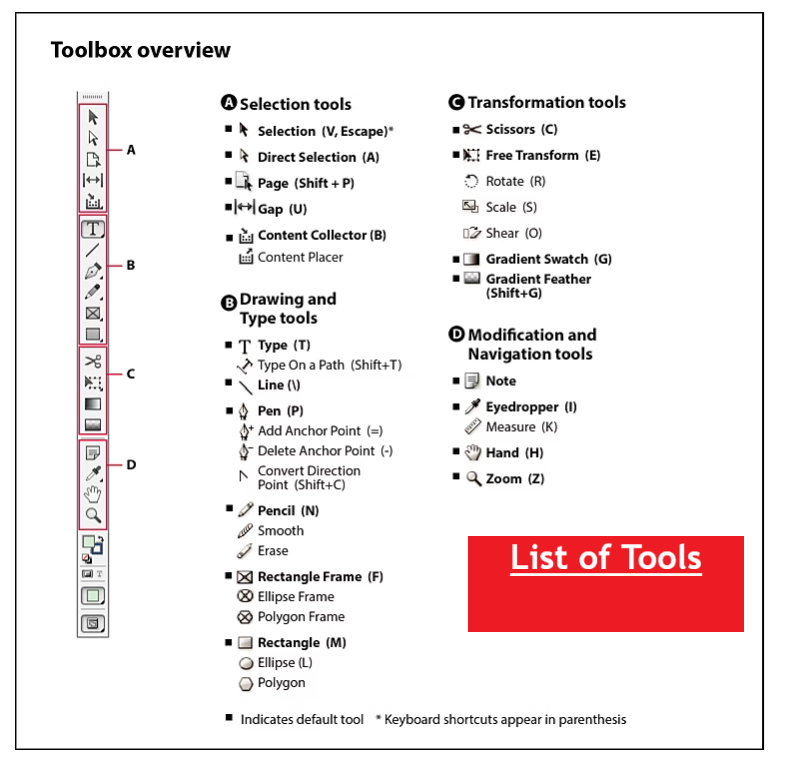 Toolbox overview
A
B
C
D
A Selection tools
Selection (V, Escape)*
Direct Selection (A)
Page (Shift + P)
Gap (U)
Content Collector (B)
Content Placer
B Drawing and
Type tools
T Type (T)
Type On a Path (Shift+T)
Line (\)
Pen (P)
Add Anchor Point (=)
Delete Anchor Point (-)
Convert Direction
Point (Shift+C)
Pencil (N)
Smooth
Erase
Rectangle Frame (F)
Ellipse Frame
Polygon Frame
Rectangle (M)
Ellipse (L)
Polygon
C Transformation tools
Scissors (C)
Free Transform (E)
Rotate (R)
Scale (S)
Shear (O)
Gradient Swatch (G)
Gradient Feather
(Shift+G)
D Modification and
Navigation tools
Note
Eyedropper (I)
Measure (K)
Hand (H)
Zoom (Z)
List of Tools
■ Indicates default tool * Keyboard shortcuts appear in parenthesis